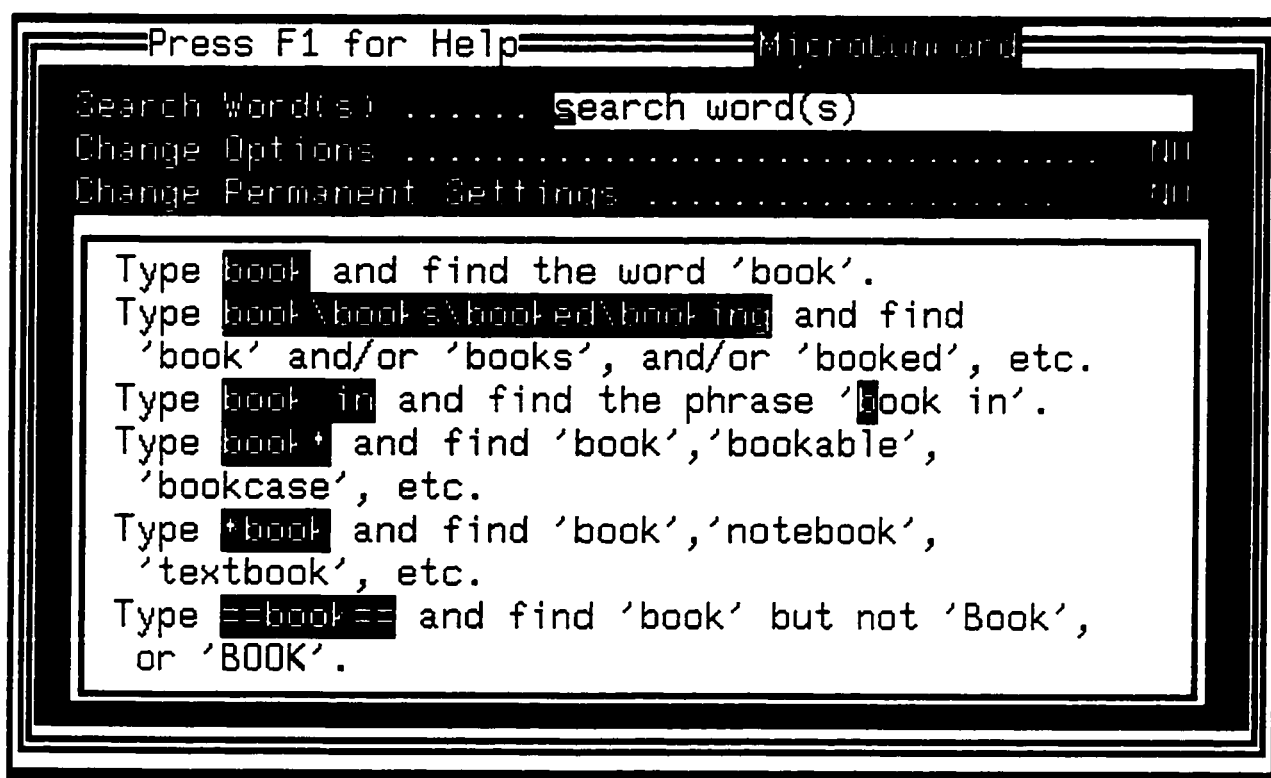 Press F1 for Help MicroConcord
Search Word(s) ...... search word(s)
Change Options ................................ NO
Change Permanent Settings ................... NO
Type book and find the word 'book'.
Type book\books\booked\booking and find
'book' and/or 'books', and/or 'booked', etc.
Type book in and find the phrase 'book in'.
Type book* and find 'book','bookable',
'bookcase', etc.
Type *book and find 'book','notebook',
'textbook', etc.
Type ==book== and find 'book' but not 'Book',
or 'BOOK'.